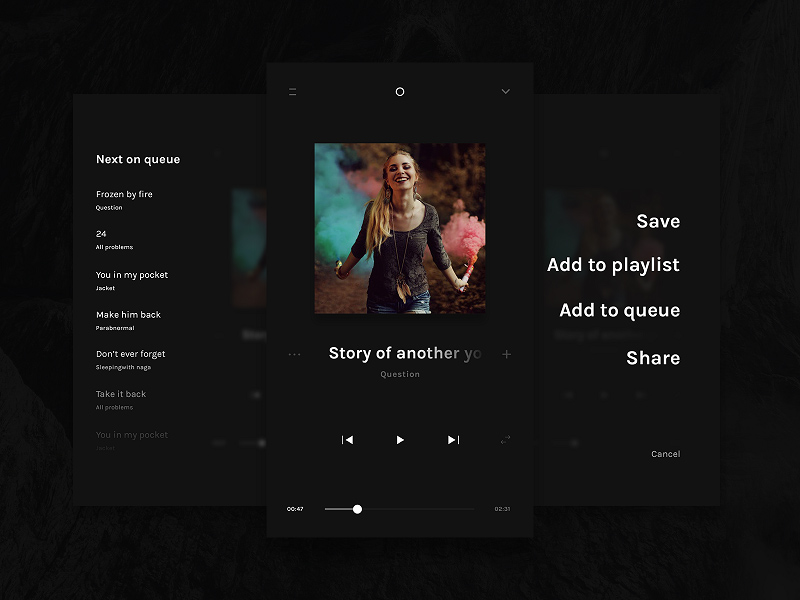 Next on queue
Frozen by fire
Question
24
All problems
You in my pocket
Jacket
Make him back
Parabnormal
Don't ever forget
Sleepingwith naga
Take it back
All problems
You in my pocket
Jacket
Story of another yo
Question
00:47
02:31
Save
Add to playlist
Add to queue
Share
Cancel